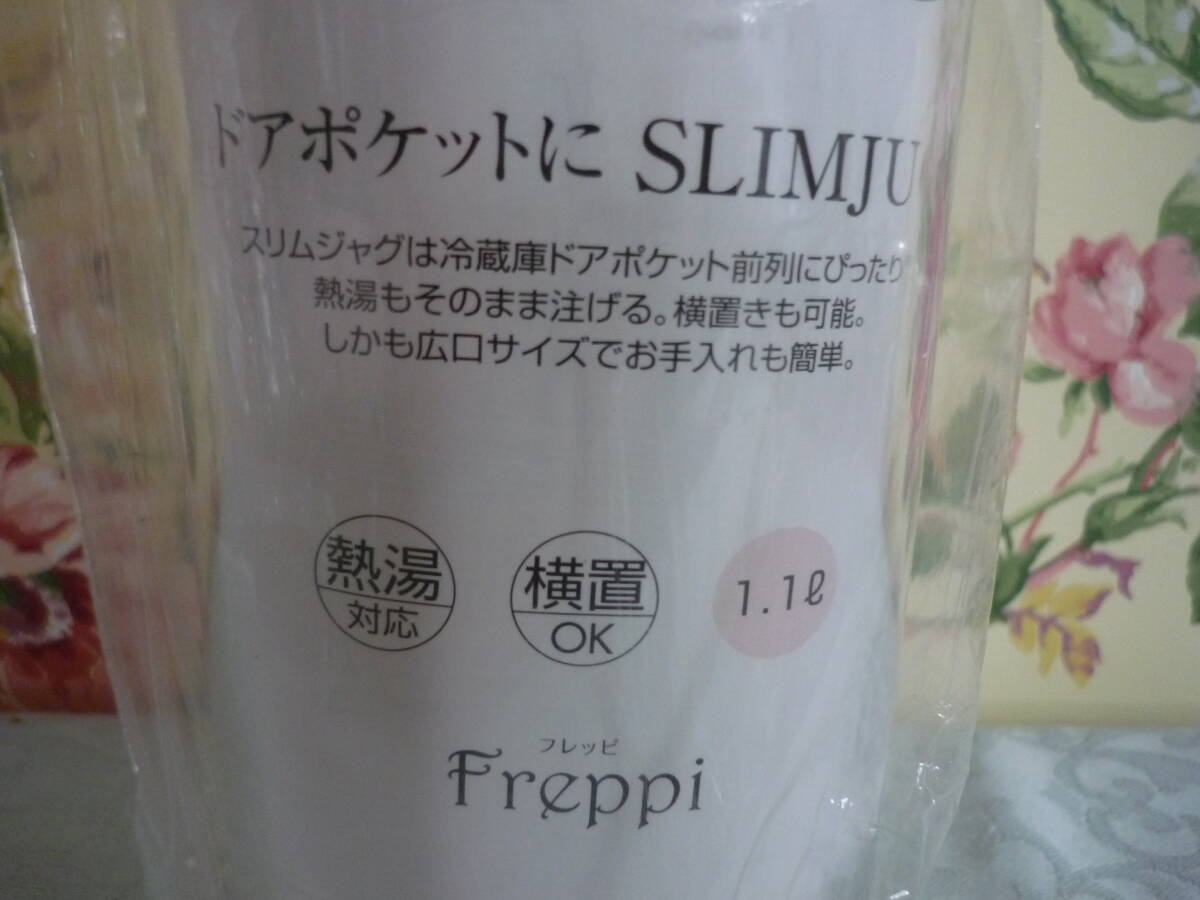 ドアポケットに SLIMJU
スリムジャグは冷蔵庫ドアポケット前列にぴったり
熱湯もそのまま注げる。横置きも可能。
しかも広口サイズでお手入れも簡単。
熱湯
対応
横置
OK
1.1ℓ
フレッピ
Freppi